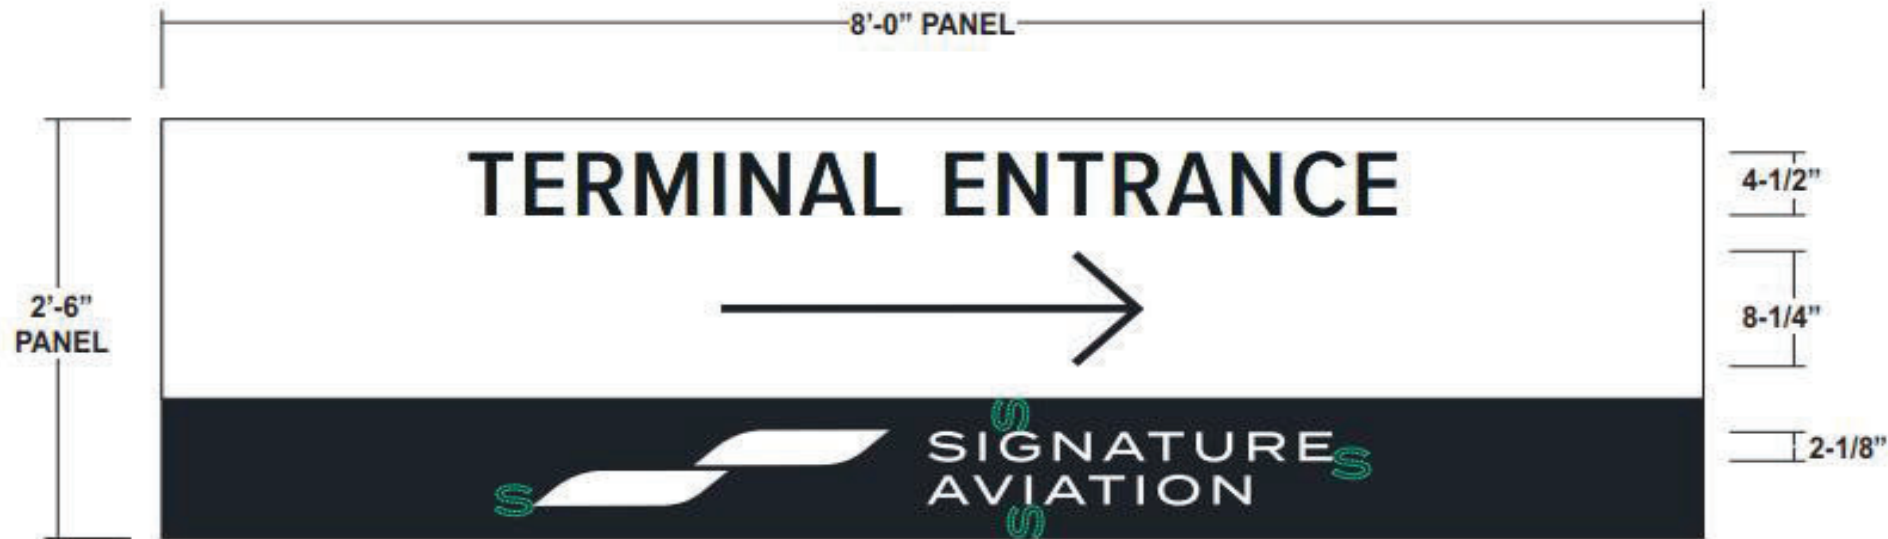 8’-0” PANEL
TERMINAL ENTRANCE
4-1/2”
2’-6”
PANEL
8-1/4”
S
SIGNATURE
AVIATION
S
S
S
2-1/8”